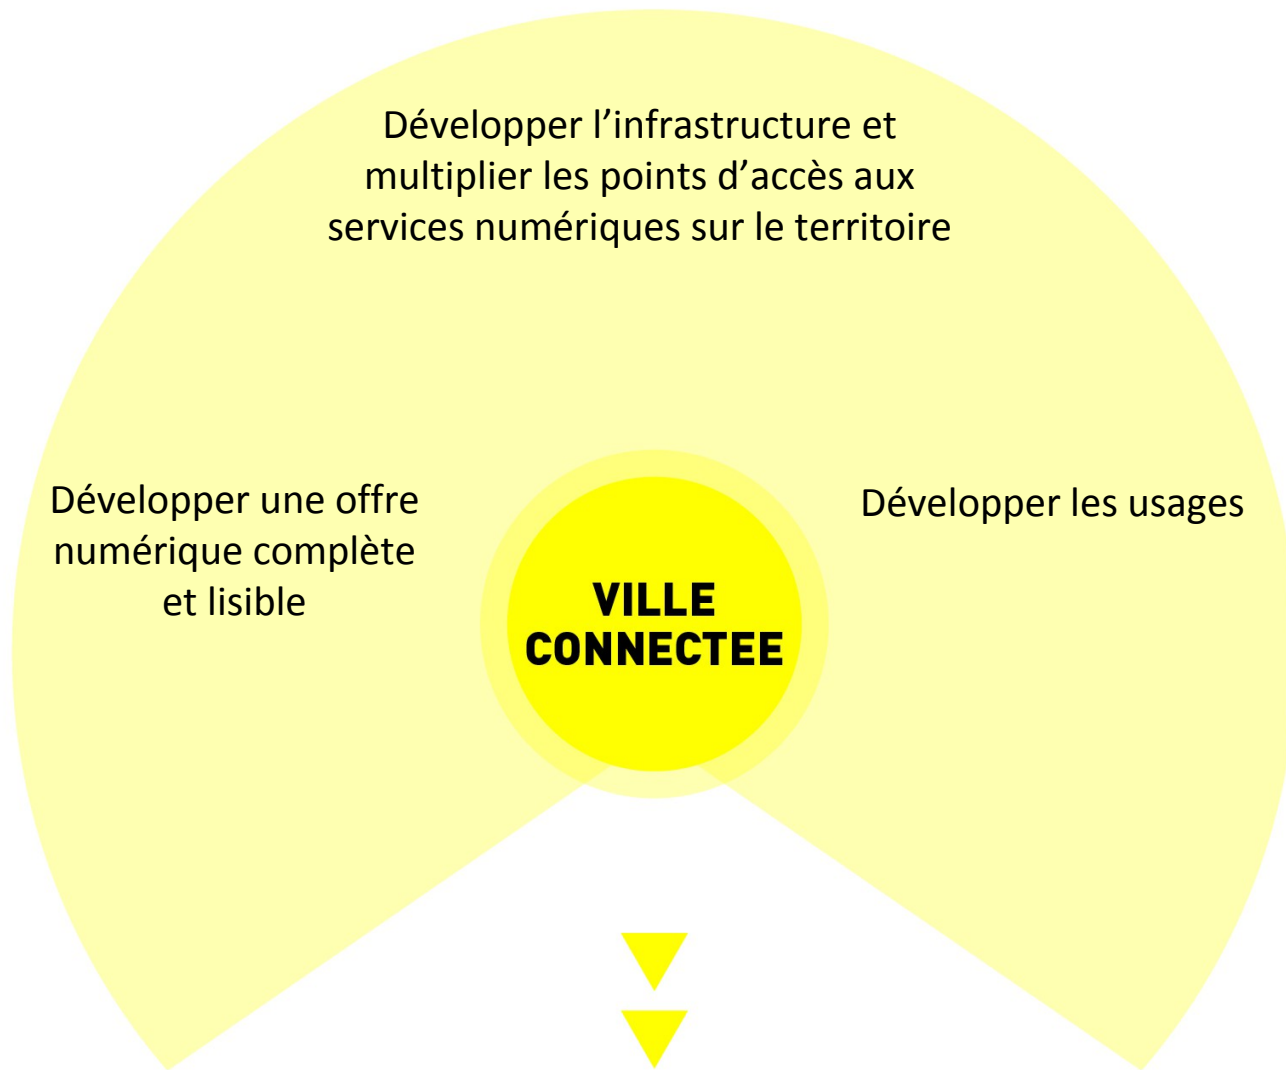 Développer l’infrastructure et
multiplier les points d’accès aux
services numériques sur le territoire
Développer une offre
numérique complète
et lisible
VILLE
CONNECTEE
Développer les usages